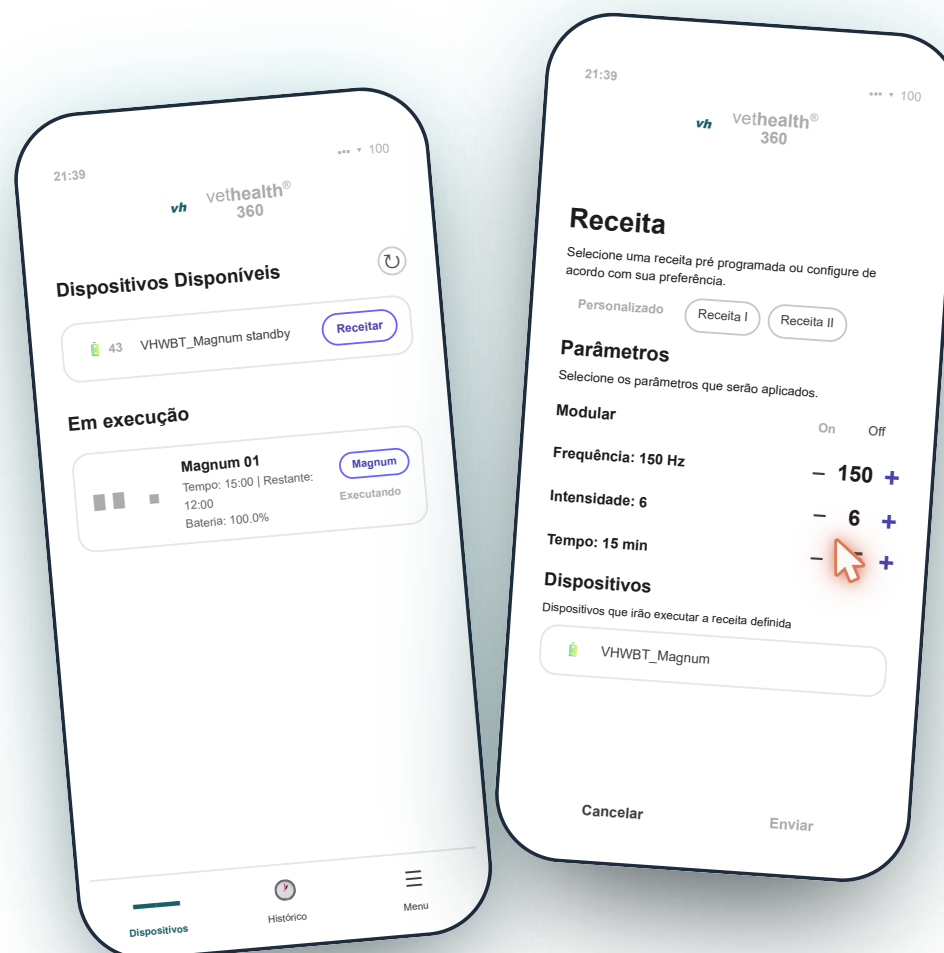 21:39
100
vh
vethealth®
360
Dispositivos Disponíveis
43
VHWBT_Magnum standby
Receitar
Em execução
Magnum 01
Tempo: 15:00 | Restante:
12:00
Bateria: 100.0%
Magnum
Executando
Dispositivos
Histórico
Menu
21:39
100
vh
vethealth®
360
Receita
Selecione uma receita pré programada ou configure de
acordo com sua preferência.
Personalizado
Receita I
Receita II
Parâmetros
Selecione os parâmetros que serão aplicados.
Modular
On
Off
Frequência: 150 Hz
− 150 +
Intensidade: 6
− 6 +
Tempo: 15 min
− +
Dispositivos
Dispositivos que irão executar a receita definida
VHWBT_Magnum
Cancelar
Enviar